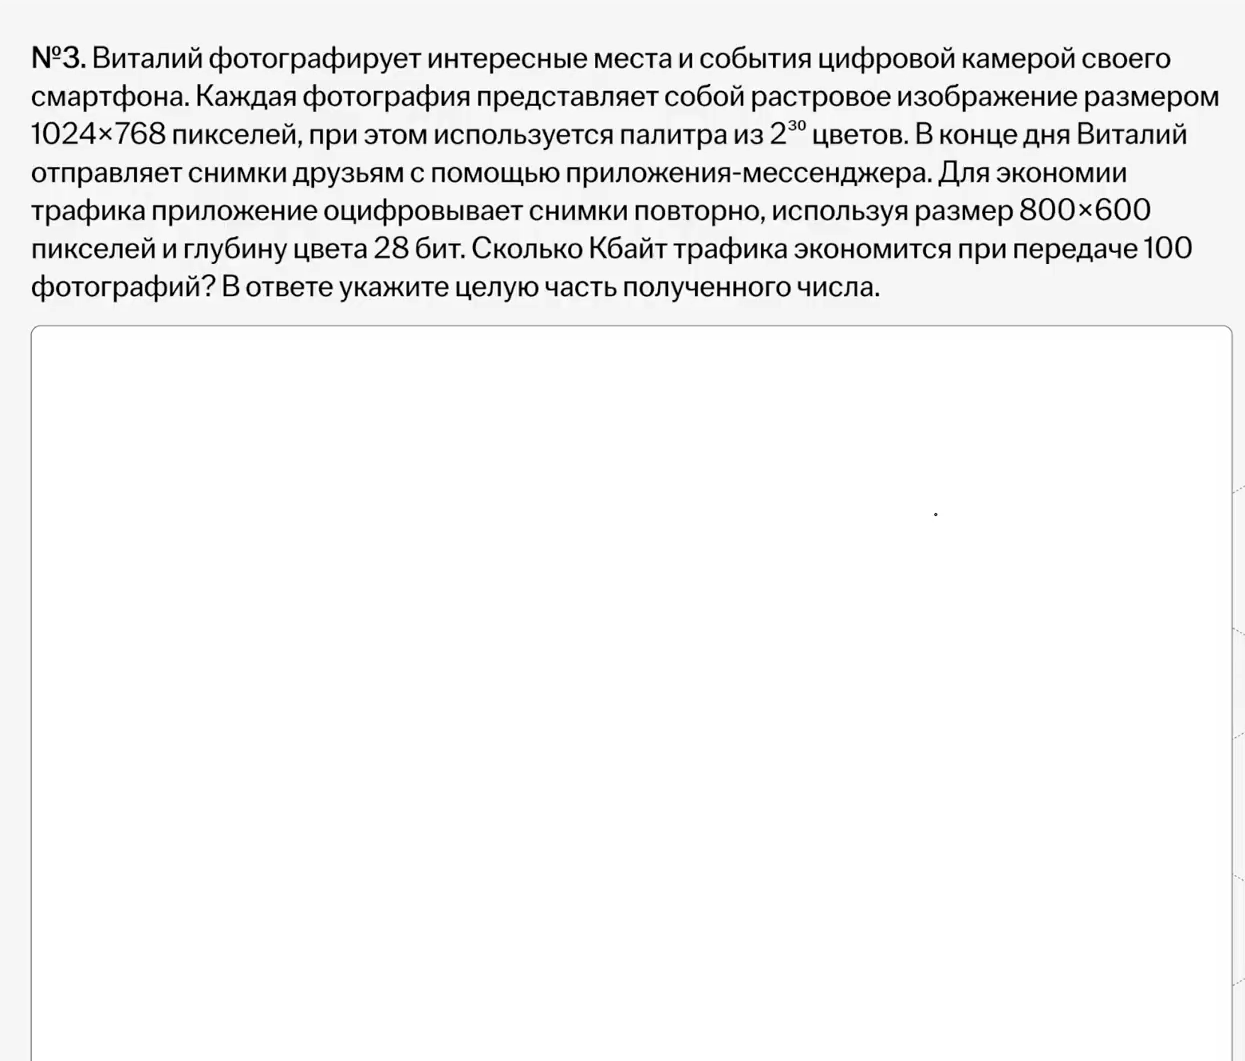 №3. Виталий фотографирует интересные места и события цифровой камерой своего
смартфона. Каждая фотография представляет собой растровое изображение размером
1024×768 пикселей, при этом используется палитра из 2³⁰ цветов. В конце дня Виталий
отправляет снимки друзьям с помощью приложения-мессенджера. Для экономии
трафика приложение оцифровывает снимки повторно, используя размер 800×600
пикселей и глубину цвета 28 бит. Сколько Кбайт трафика экономится при передаче 100
фотографий? В ответе укажите целую часть полученного числа.